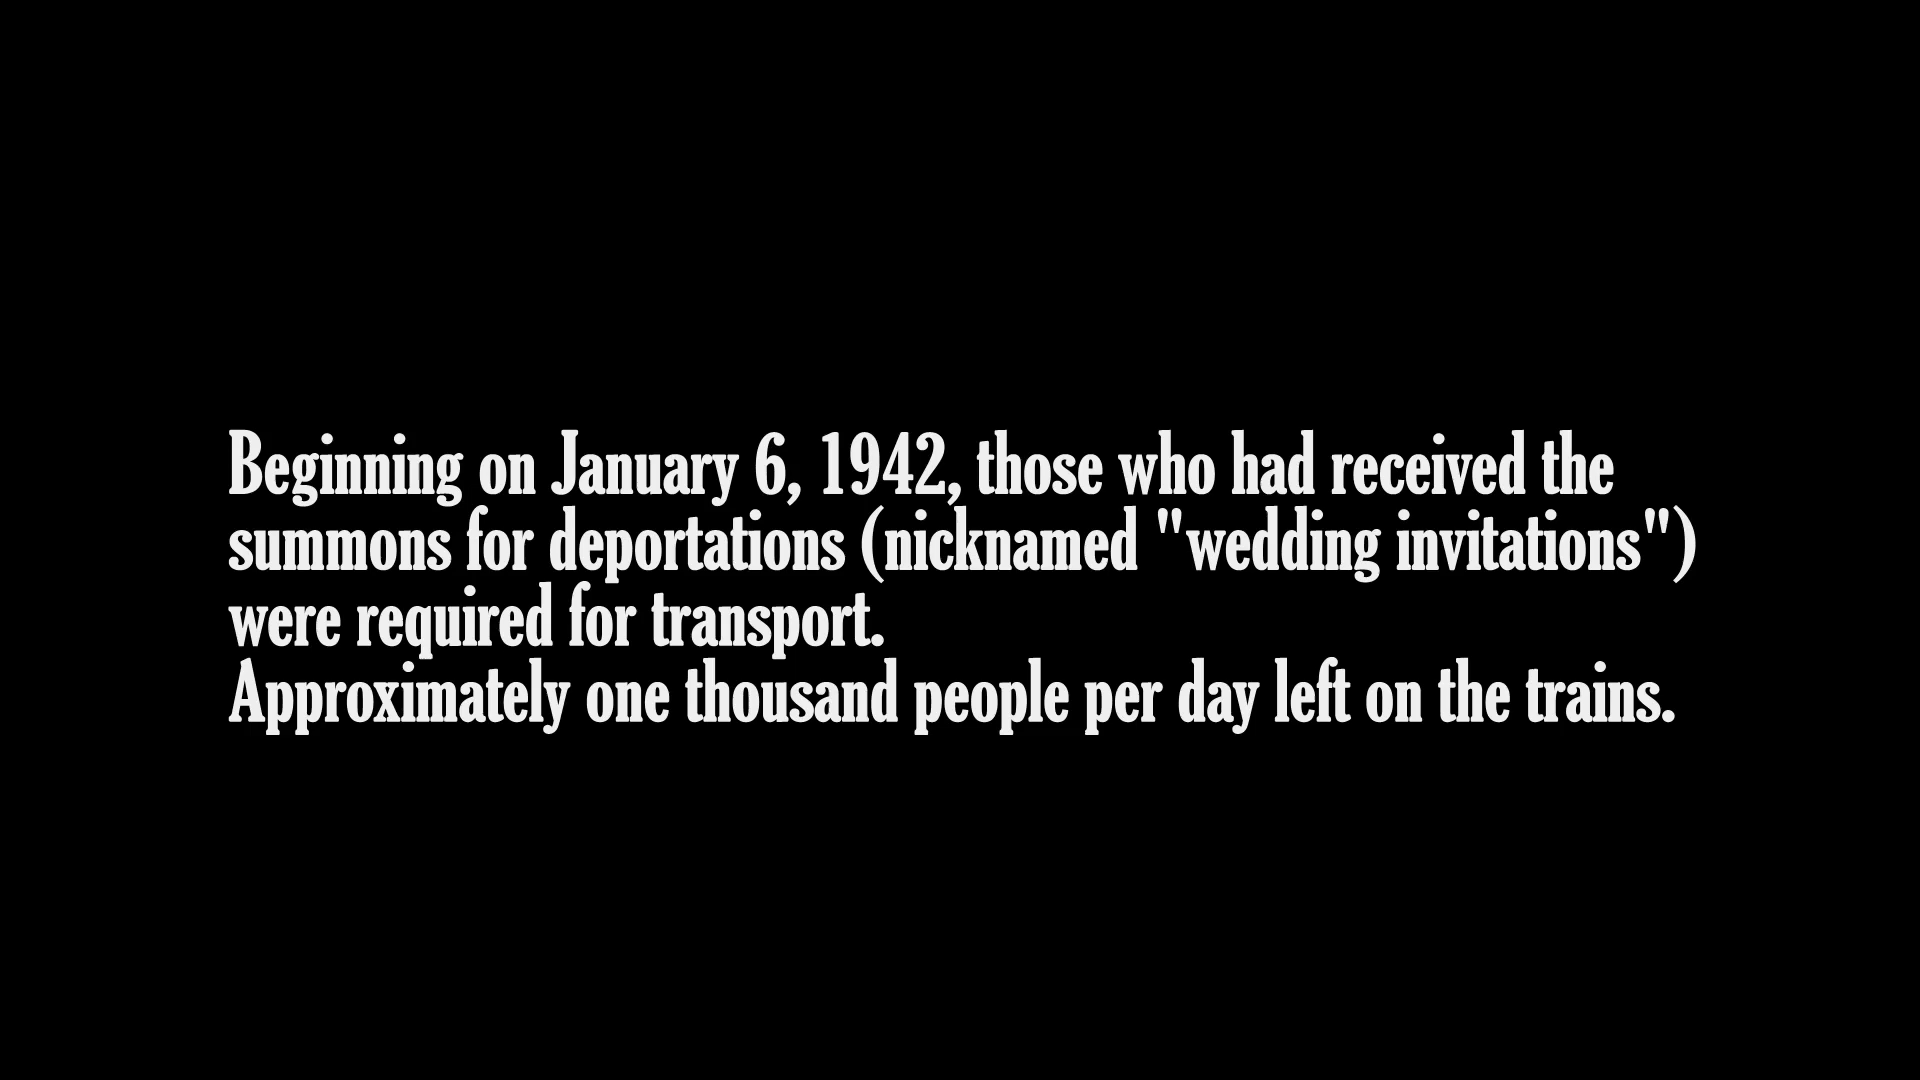 Beginning on January 6, 1942, those who had received the
summons for deportations (nicknamed "wedding invitations")
were required for transport.
Approximately one thousand people per day left on the trains.